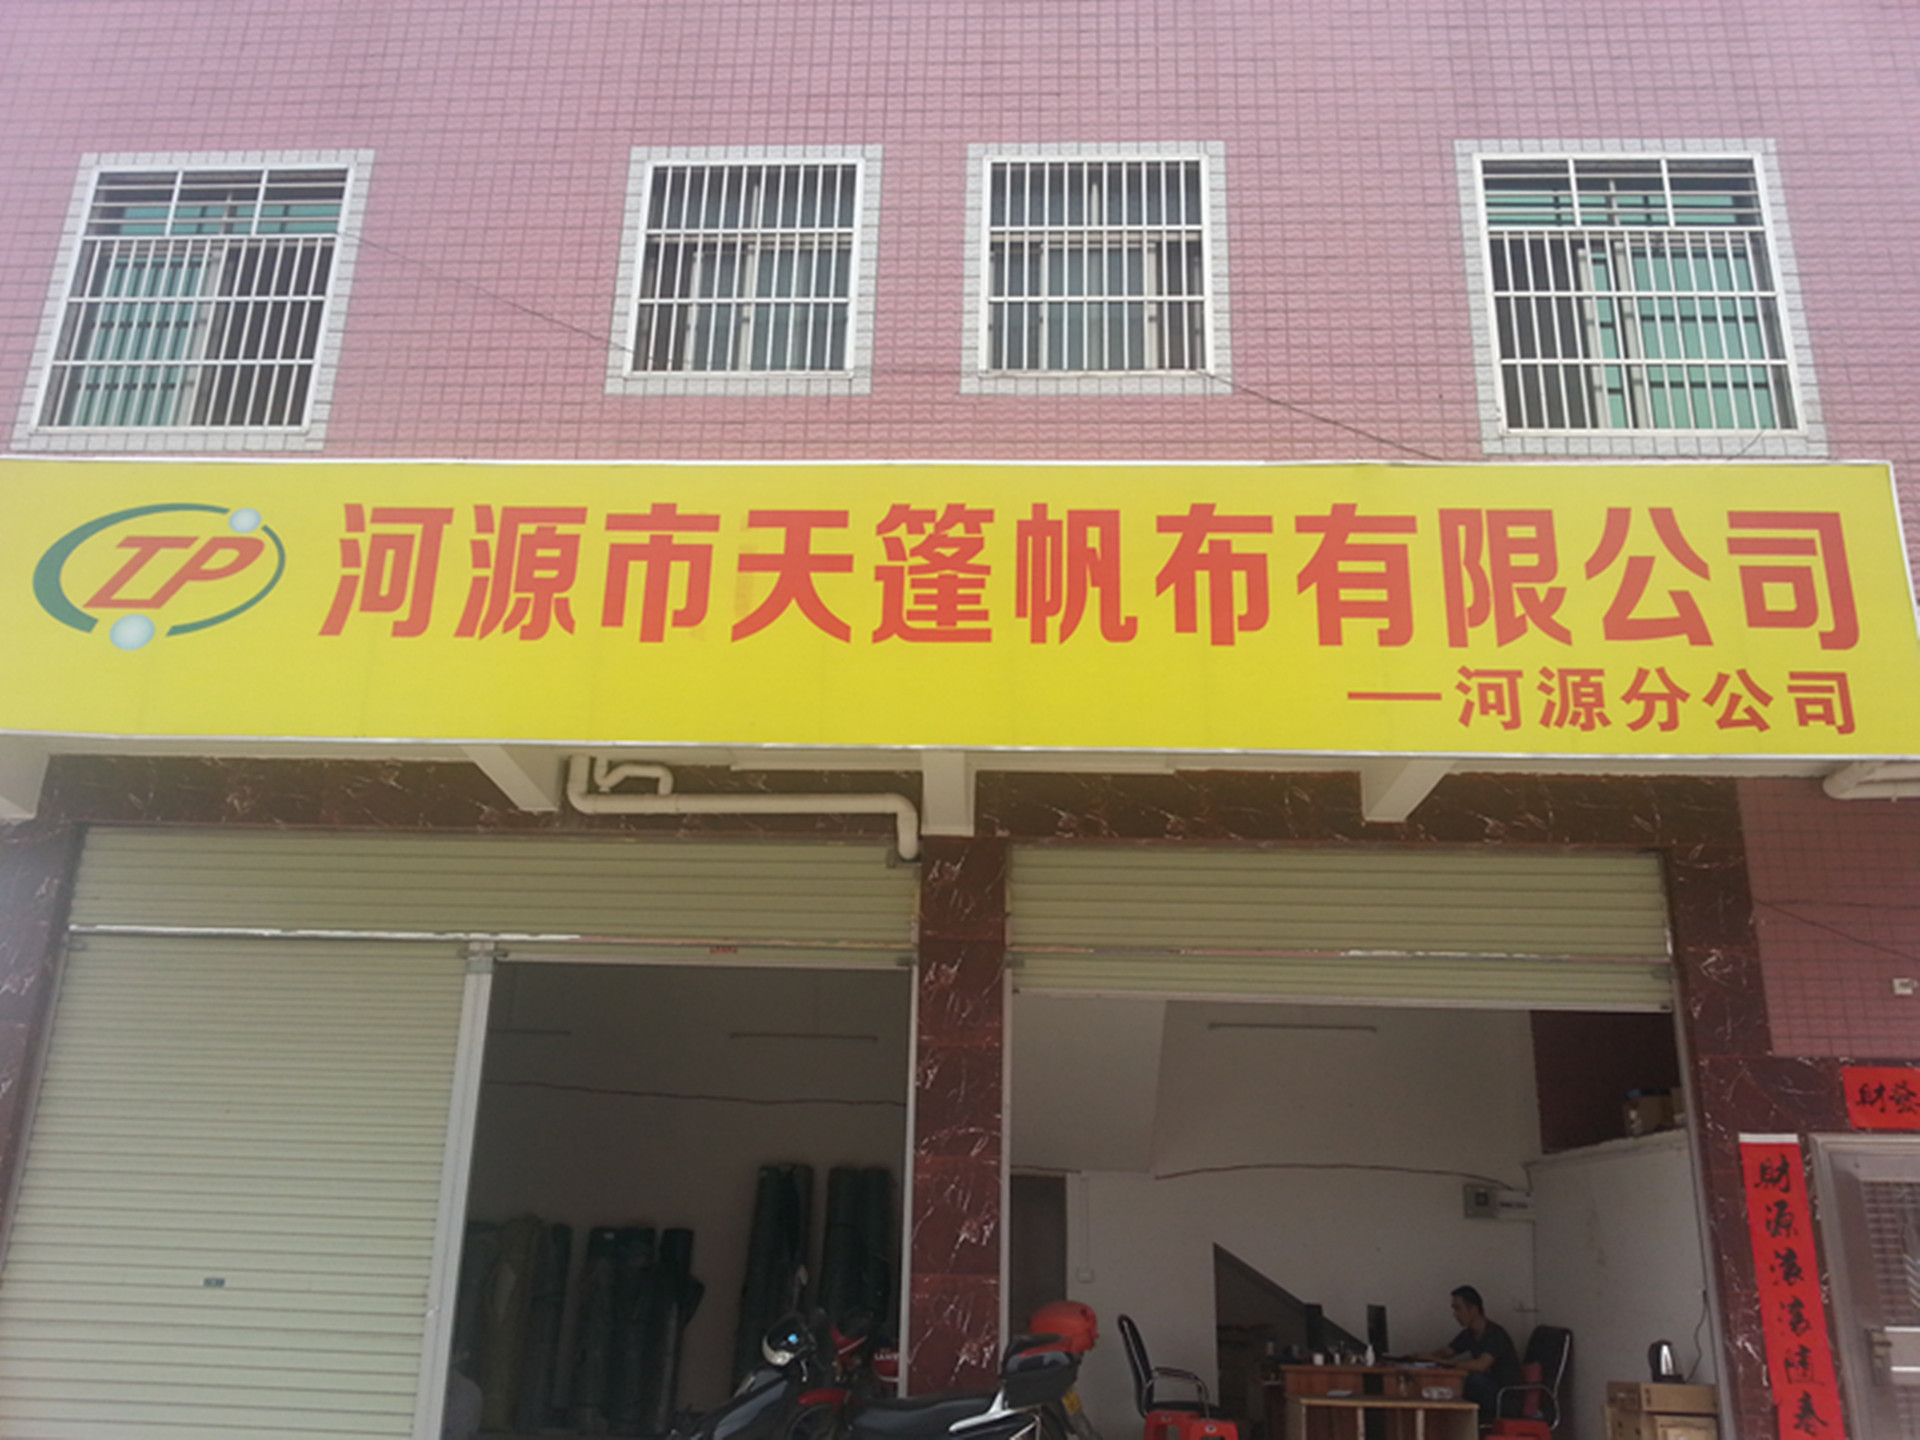 TP
河源市天篷帆布有限公司
—河源分公司
财源滚滚随春